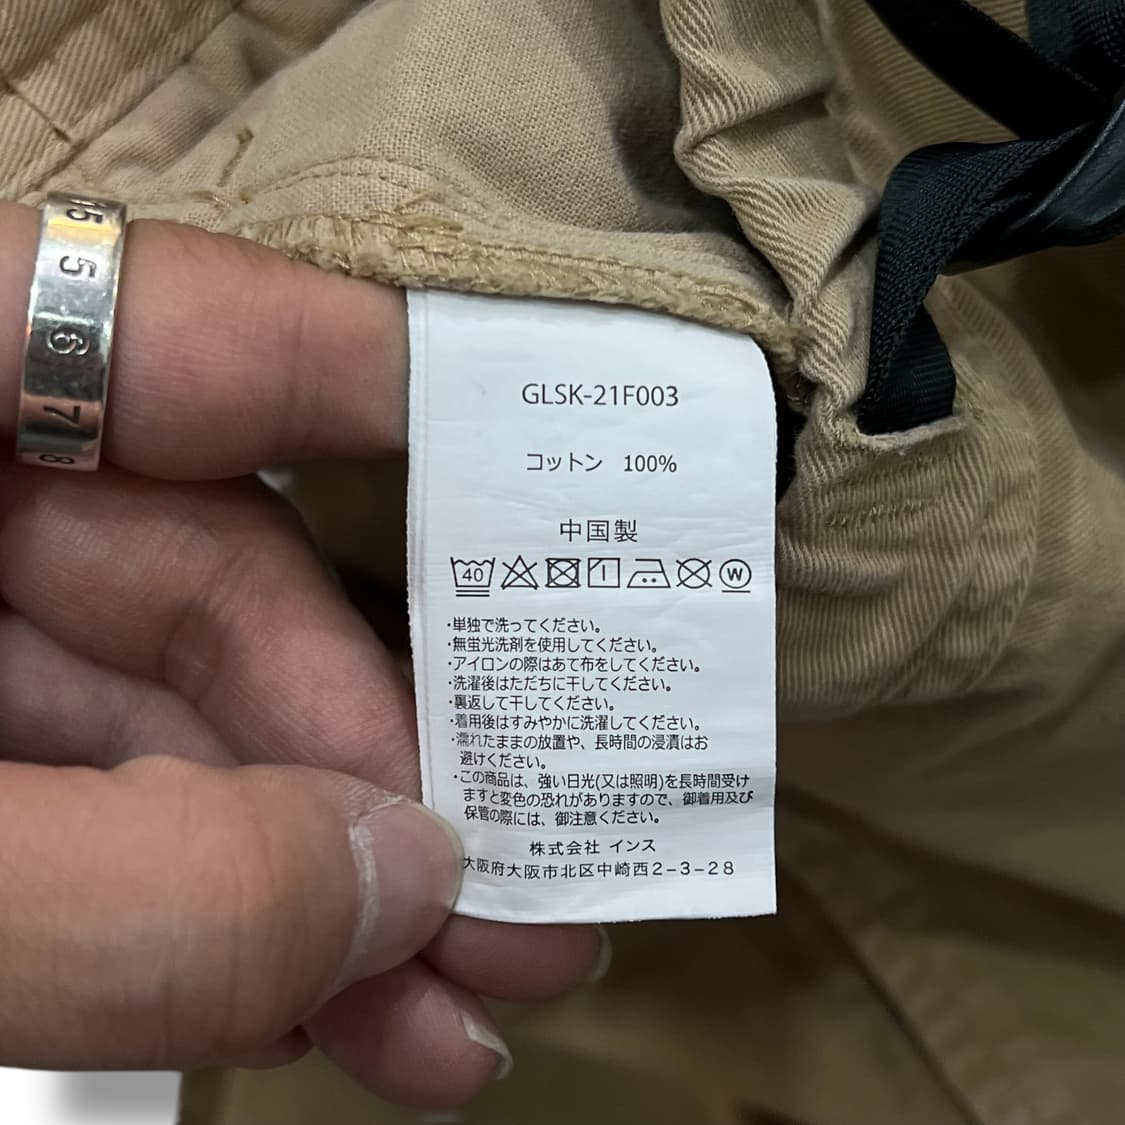 15
5
6
7
8
GLSK-21F003
コットン 100%
中国製
40 W
・単独で洗ってください。
・無蛍光洗剤を使用してください。
・アイロンの際はあて布をしてください。
・洗濯後はただちに干してください。
・裏返して干してください。
・着用後はすみやかに洗濯してください。
・濡れたままの放置や、長時間の浸漬はお
避けください。
・この商品は、強い日光(又は照明)を長時間受け
ますと変色の恐れがありますので、御着用及び
保管の際には、御注意ください。
株式会社 インス
大阪府大阪市北区中崎西2-3-28